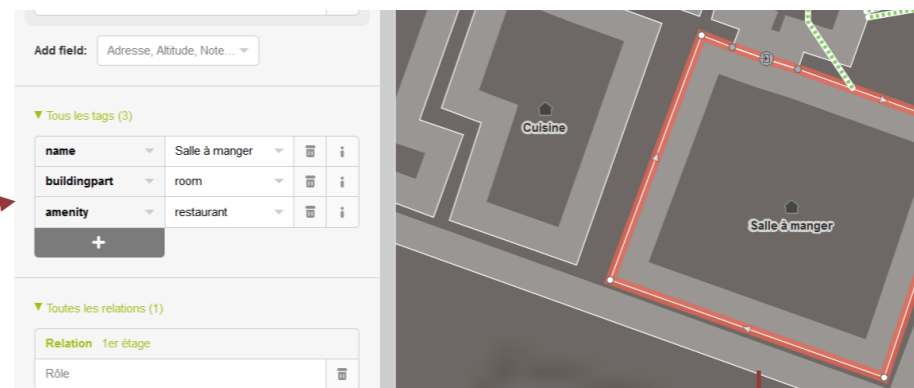 Add field: Adresse, Altitude, Note...
Tous les tags (3)
name Salle à manger
buildingpart room
amenity restaurant
+
Toutes les relations (1)
Relation 1er étage
Rôle
Cuisine
Salle à manger